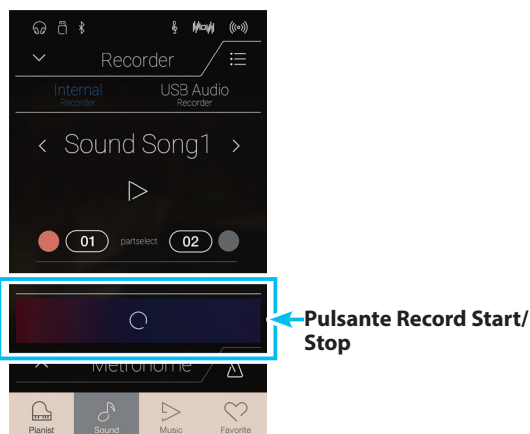 Recorder
Internal
Recorder
USB Audio
Recorder
Sound Song1
01 partselect 02
Pulsante Record Start/
Stop
Metronome
Pianist Sound Music Favorite